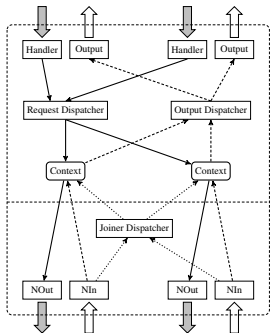 Handler Output Handler Output
Request Dispatcher Output Dispatcher
Context Context
Joiner Dispatcher
NOut NIn NOut NIn